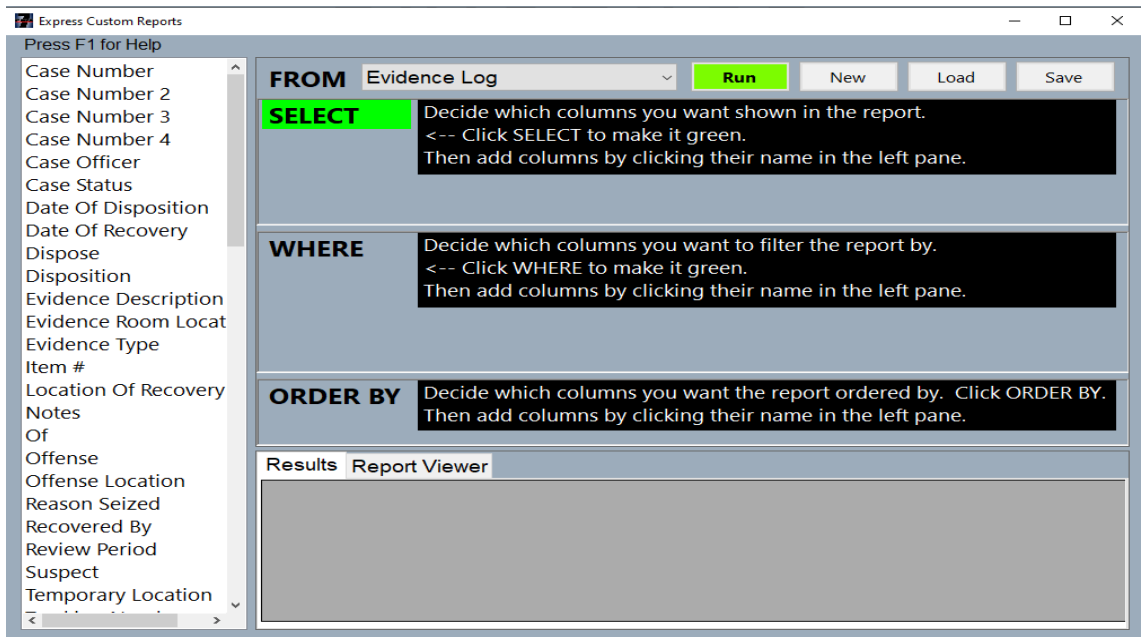 Express Custom Reports
Press F1 for Help
Case Number
Case Number 2
Case Number 3
Case Number 4
Case Officer
Case Status
Date Of Disposition
Date Of Recovery
Dispose
Disposition
Evidence Description
Evidence Room Locat
Evidence Type
Item #
Location Of Recovery
Notes
Of
Offense
Offense Location
Reason Seized
Recovered By
Review Period
Suspect
Temporary Location
FROM Evidence Log Run New Load Save
SELECT
Decide which columns you want shown in the report.
<-- Click SELECT to make it green.
Then add columns by clicking their name in the left pane.
WHERE
Decide which columns you want to filter the report by.
<-- Click WHERE to make it green.
Then add columns by clicking their name in the left pane.
ORDER BY
Decide which columns you want the report ordered by. Click ORDER BY.
Then add columns by clicking their name in the left pane.
Results Report Viewer